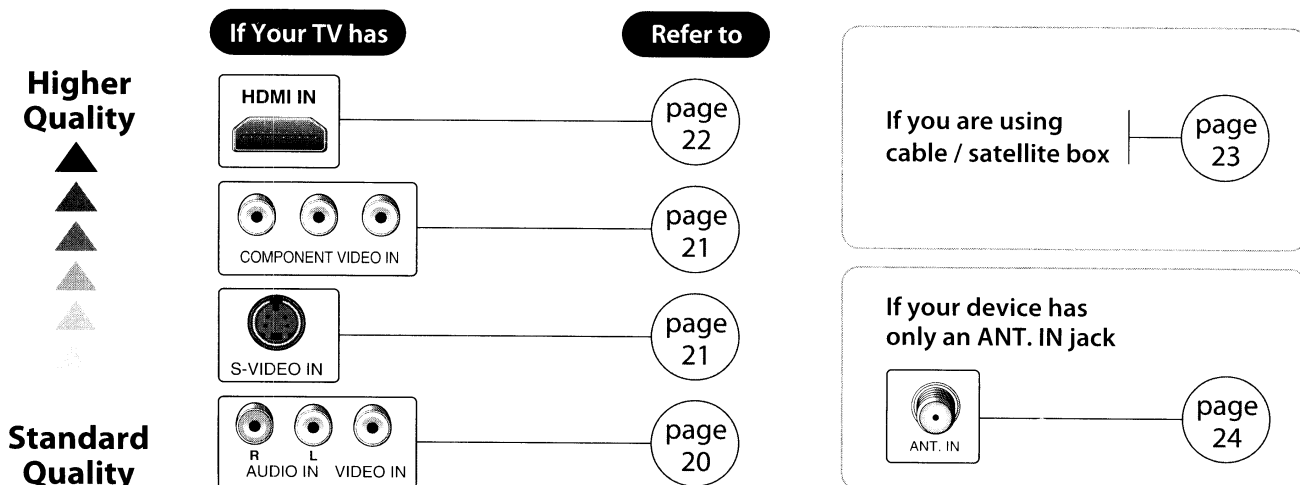 If Your TV has
Refer to
Higher
Quality
HDMI IN
page
22
COMPONENT VIDEO IN
page
21
S-VIDEO IN
page
21
Standard
Quality
R
L
AUDIO IN
VIDEO IN
page
20
If you are using
cable / satellite box
page
23
If your device has
only an ANT. IN jack
ANT. IN
page
24